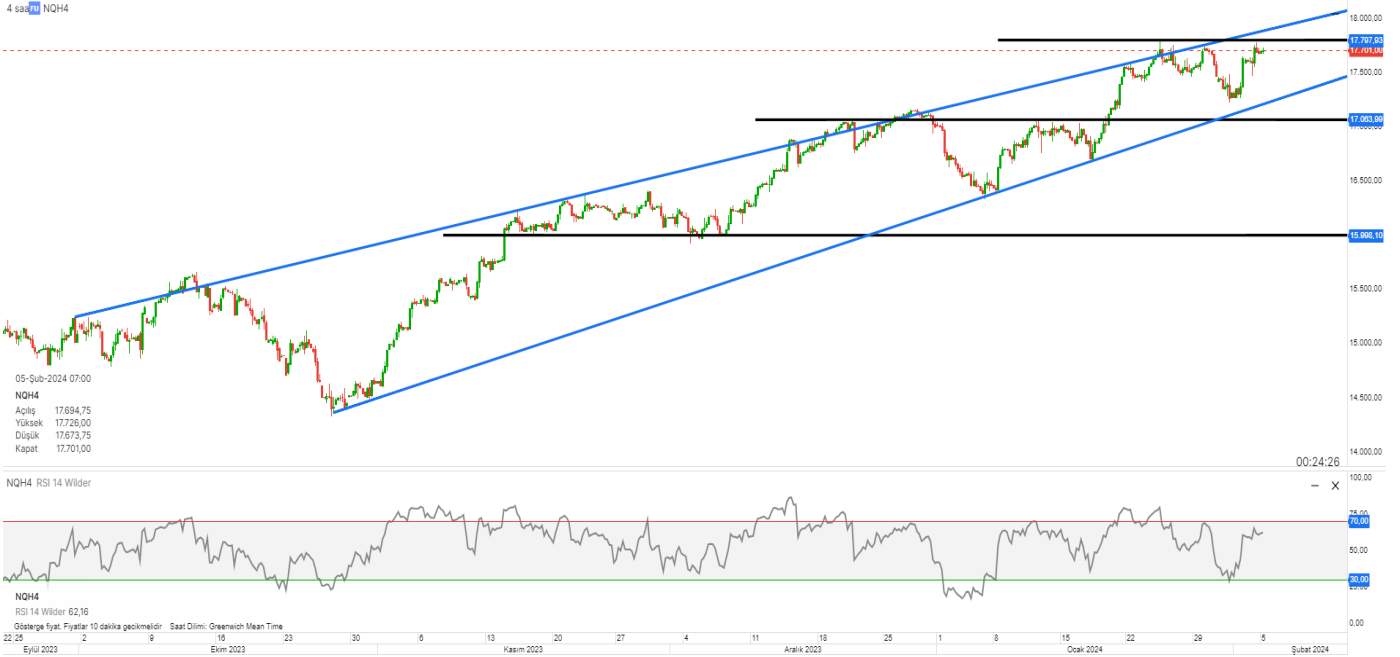 4 saa FU NQH4
18.000,00
17.797,93
17.701,00
17.500,00
17.063,99
16.500,00
15.998,10
15.500,00
15.000,00
14.500,00
14.000,00
05-Şub-2024 07:00
NQH4
Açılış 17.694,75
Yüksek 17.726,00
Düşük 17.673,75
Kapat 17.701,00
00:24:26
NQH4 RSI 14 Wilder
100,00
75,00
70,00
50,00
30,00
0,00
NQH4
RSI 14 Wilder 62,16
Gösterge fiyat. Fiyatlar 10 dakika gecikmelidir Saat Dilimi: Greenwich Mean Time
22 25 2 9 16 23 30 6 13 20 27 4 11 18 25 1 8 15 22 29 5
Eylül 2023 Ekim 2023 Kasım 2023 Aralık 2023 Ocak 2024 Şubat 2024